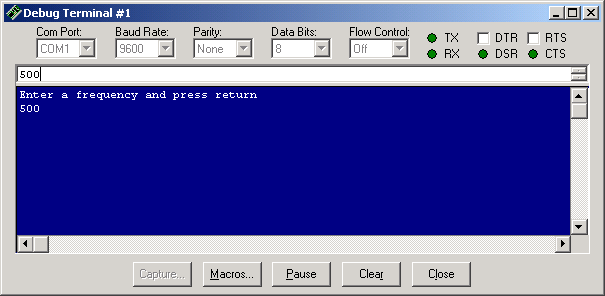 Debug Terminal #1
Com Port: Baud Rate: Parity: Data Bits: Flow Control: TX DTR RTS
COM1 9600 None 8 Off RX DSR CTS
500
Enter a frequency and press return
500
Capture... Macros... Pause Clear Close